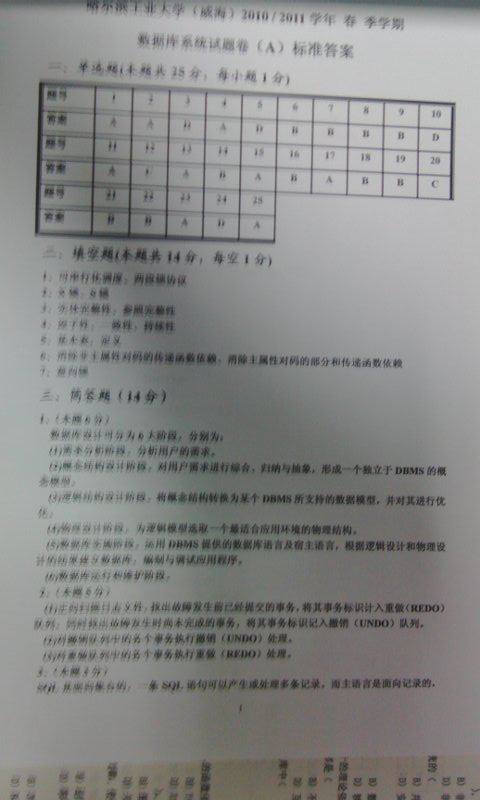 哈尔滨工业大学（威海）2010 / 2011 学年 春 季学期
数据库系统试题卷（A）标准答案
一、单选题(本题共 25 分，每小题 1 分)
题号 1 2 3 4 5 6 7 8 9 10
答案 A A D A D B B B B D
题号 11 12 13 14 15 16 17 18 19 20
答案 A C A B A B A B B C
题号 21 22 23 24 25
答案 B B A D A
二、填空题(本题共 14 分，每空 1 分)
1、可串行化调度，两段锁协议
2、X 锁，S 锁
3、实体完整性，参照完整性
4、原子性，一致性，持续性
5、基本表，定义
6、消除非主属性对码的传递函数依赖，消除主属性对码的部分和传递函数依赖
7、意向锁
三、简答题（14 分）
1、(本题 6 分)
数据库设计可分为 6 大阶段，分别为：
(1)需求分析阶段，分析用户的需求。
(2)概念结构设计阶段，对用户需求进行综合、归纳与抽象，形成一个独立于 DBMS 的概
念模型。
(3)逻辑结构设计阶段，将概念结构转换为某个 DBMS 所支持的数据模型，并对其进行优
化。
(4)物理设计阶段，为逻辑模型选取一个最适合应用环境的物理结构。
(5)数据库实施阶段，运用 DBMS 提供的数据库语言及宿主语言，根据逻辑设计和物理设
计的结果建立数据库，编制与调试应用程序。
(6)数据库运行和维护阶段。
2、(本题 5 分)
(1)正向扫描日志文件，找出故障发生前已经提交的事务，将其事务标识计入重做(REDO)
队列，同时找出故障发生时尚未完成的事务，将其事务标识记入撤销（UNDO）队列。
(2)对撤销队列中的各个事务执行撤销（UNDO）处理。
(3)对重做队列中的各个事务执行重做（REDO）处理。
3、(本题 3 分)
SQL 是面向集合的，一条 SQL 语句可以产生或处理多条记录，而主语言是面向记录的，
1